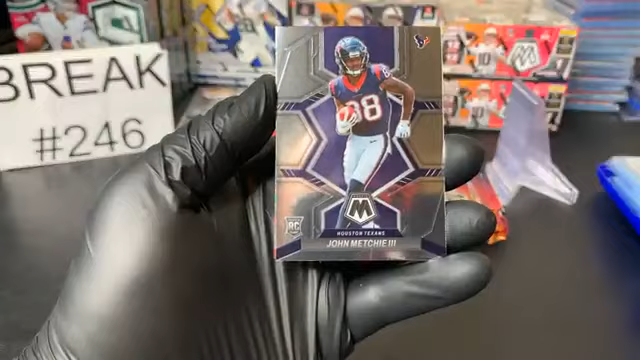 BREAK
#246
88
RC
M
HOUSTON TEXANS
JOHN METCHIE III